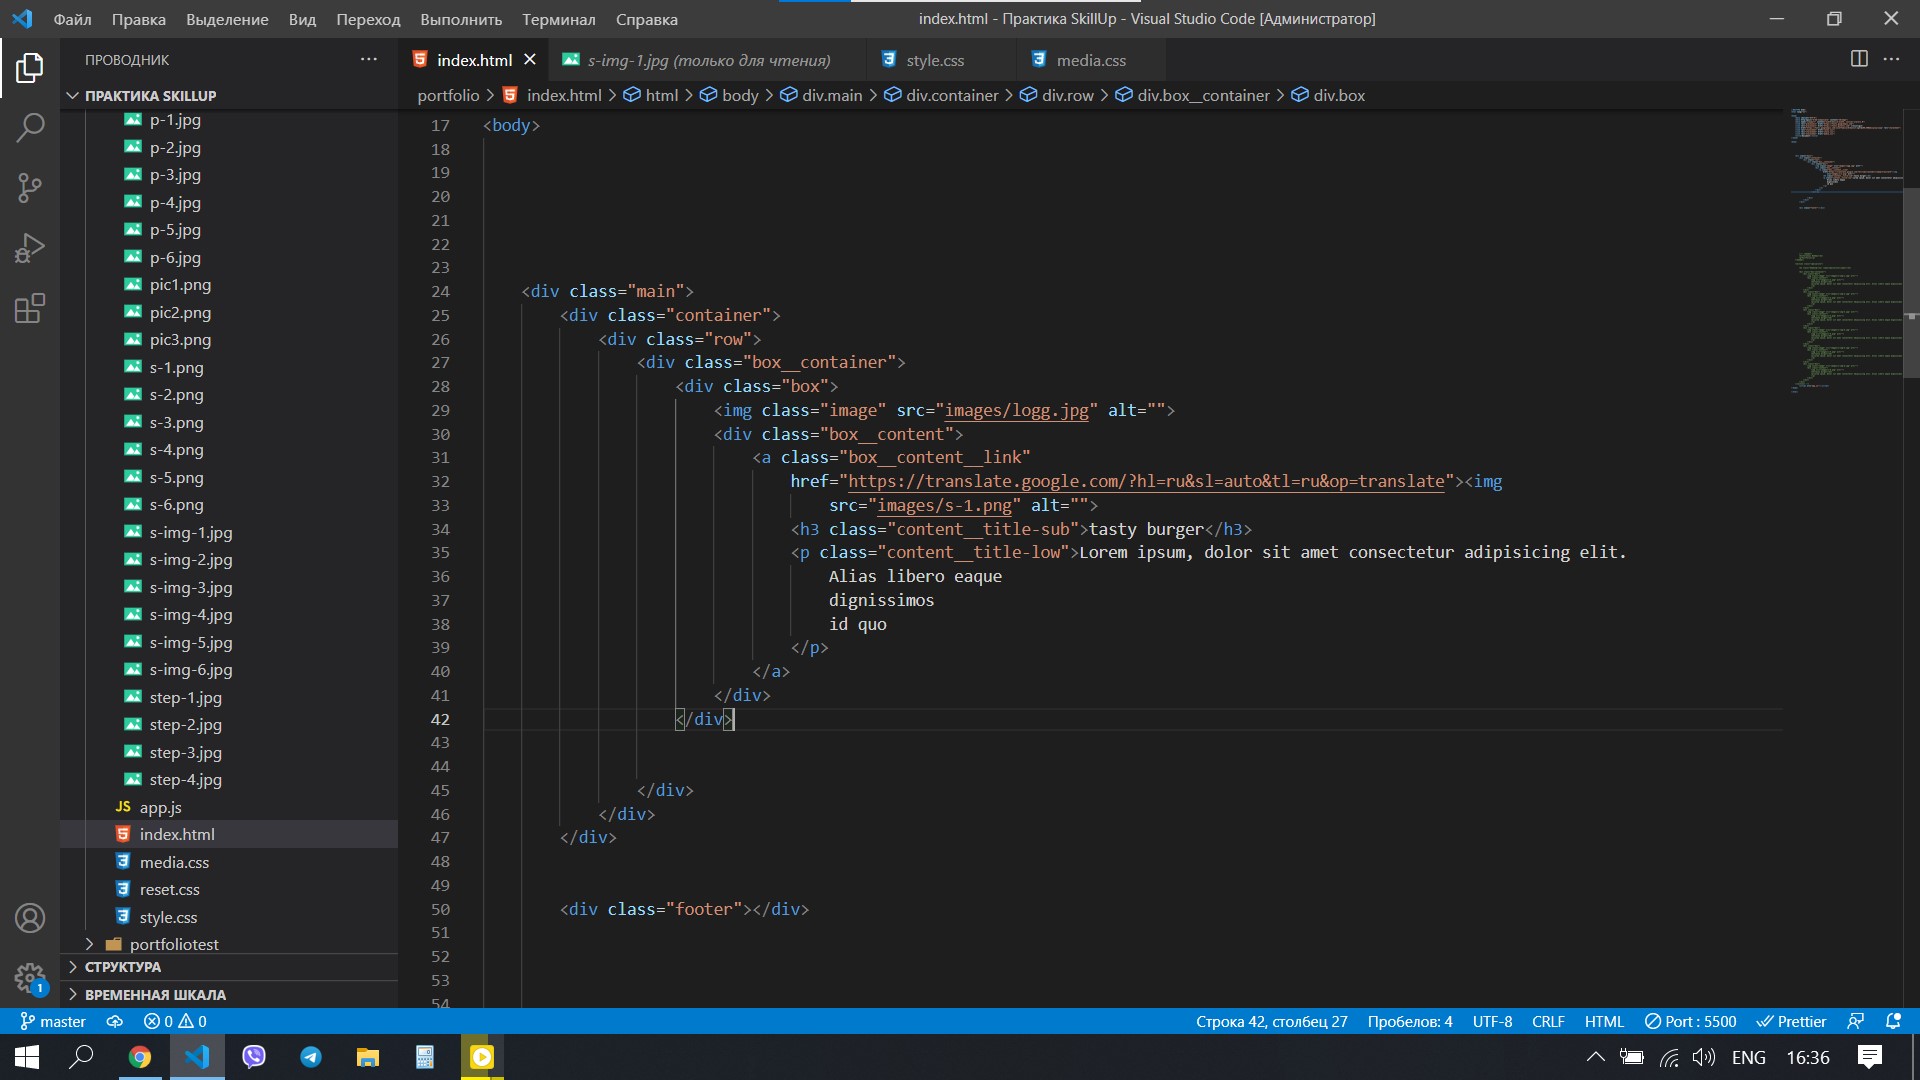 Файл Правка Выделение Вид Переход Выполнить Терминал Справка
index.html - Практика SkillUp - Visual Studio Code [Администратор]
ПРОВОДНИК
ПРАКТИКА SKILLUP
p-1.jpg
p-2.jpg
p-3.jpg
p-4.jpg
p-5.jpg
p-6.jpg
pic1.png
pic2.png
pic3.png
s-1.png
s-2.png
s-3.png
s-4.png
s-5.png
s-6.png
s-img-1.jpg
s-img-2.jpg
s-img-3.jpg
s-img-4.jpg
s-img-5.jpg
s-img-6.jpg
step-1.jpg
step-2.jpg
step-3.jpg
step-4.jpg
JS app.js
index.html
media.css
reset.css
style.css
portfoliotest
СТРУКТУРА
ВРЕМЕННАЯ ШКАЛА
1
index.html s-img-1.jpg (только для чтения) style.css media.css
portfolio > index.html > html > body > div.main > div.container > div.row > div.box__container > div.box
17 <body>
18
19
20
21
22
23
24 <div class="main">
25 <div class="container">
26 <div class="row">
27 <div class="box__container">
28 <div class="box">
29 <img class="image" src="images/logg.jpg" alt="">
30 <div class="box__content">
31 <a class="box__content__link"
32 href="https://translate.google.com/?hl=ru&sl=auto&tl=ru&op=translate"><img
33 src="images/s-1.png" alt="">
34 <h3 class="content__title-sub">tasty burger</h3>
35 <p class="content__title-low">Lorem ipsum, dolor sit amet consectetur adipisicing elit.
36 Alias libero eaque
37 dignissimos
38 id quo
39 </p>
40 </a>
41 </div>
42 </div>
43
44
45 </div>
46 </div>
47 </div>
48
49
50 <div class="footer"></div>
51
52
53
54
master 0 0 Строка 42, столбец 27 Пробелов: 4 UTF-8 CRLF HTML Port : 5500 Prettier
ENG 16:36